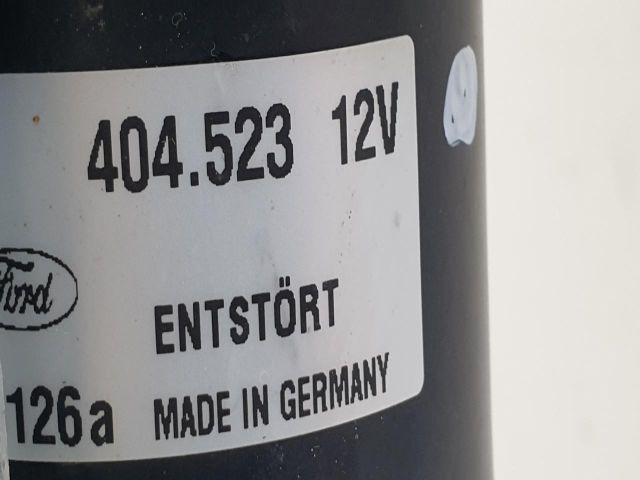 404.523 12V
Ford
ENTSTÖRT
126a MADE IN GERMANY